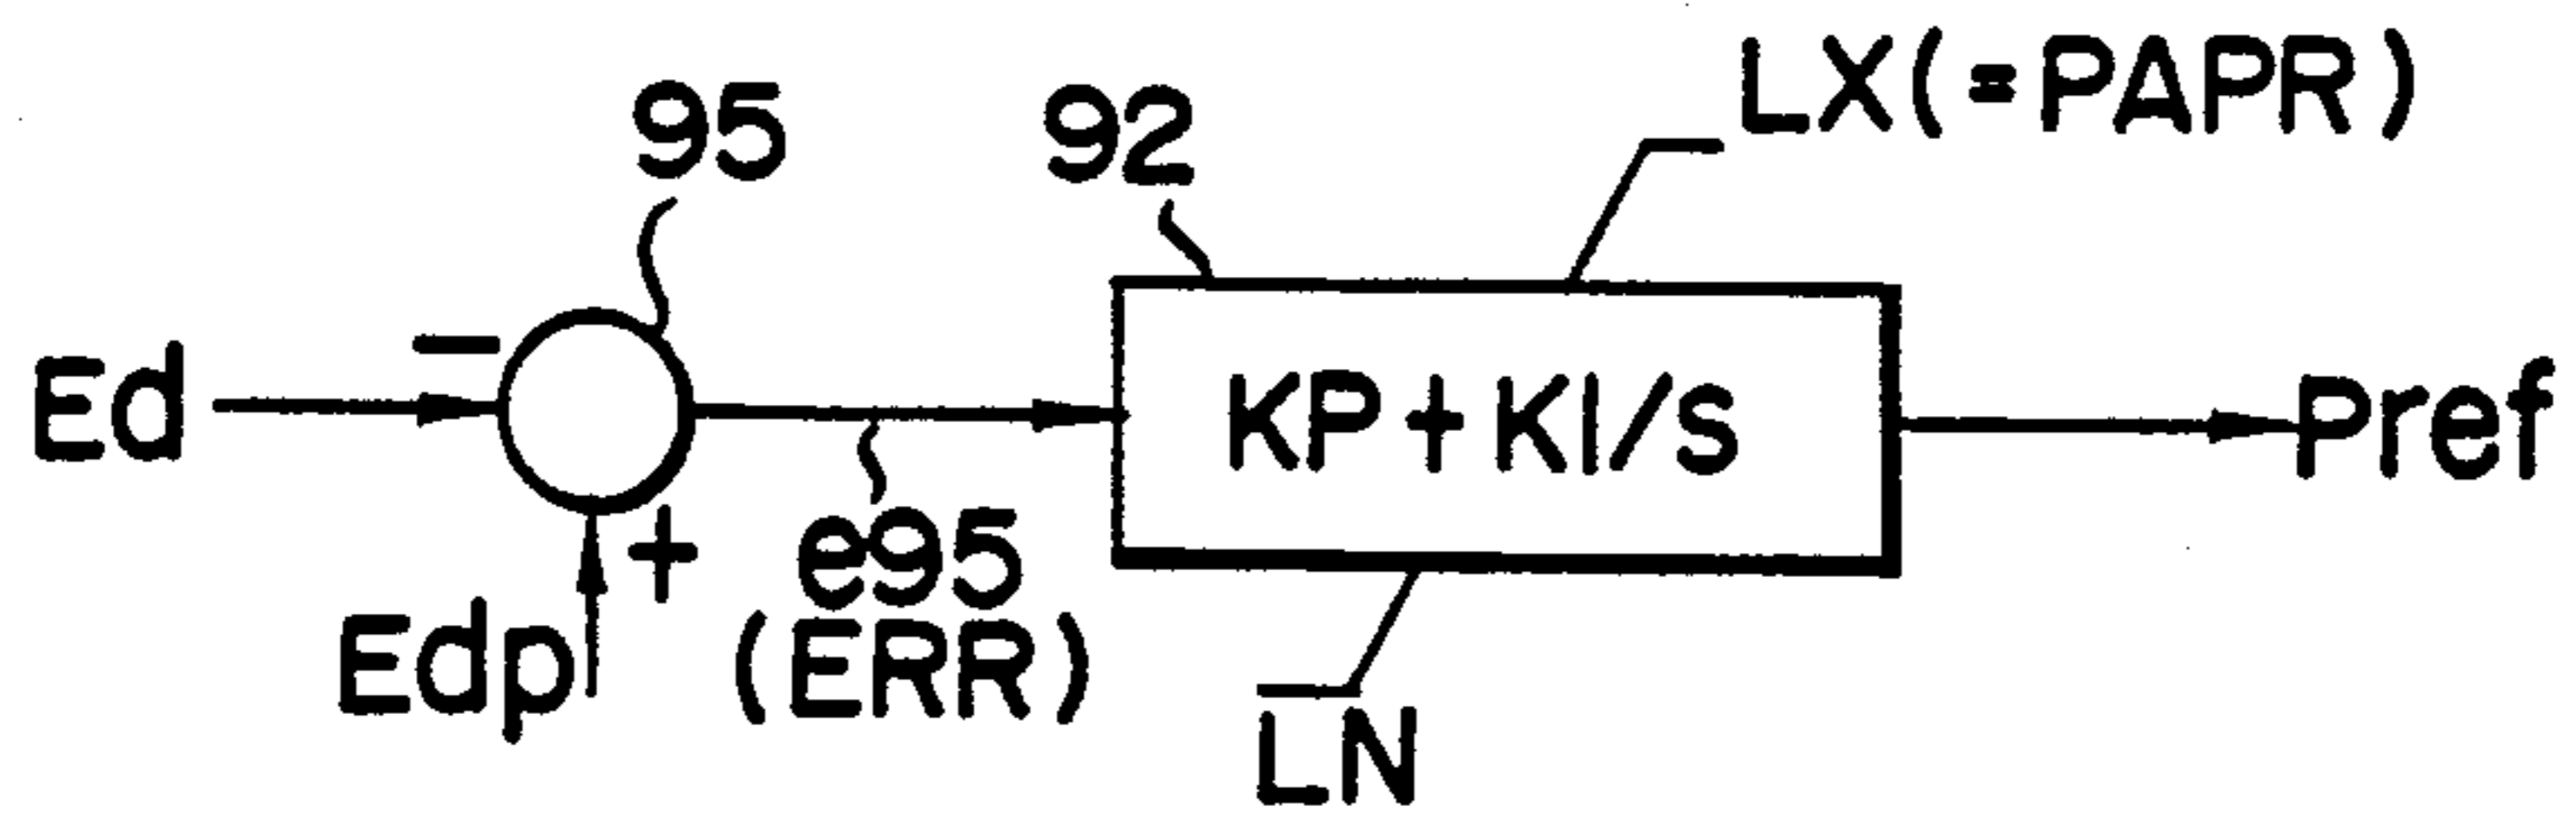 95
92
LX(=PAPR)
Ed
−
KP+KI/S
Pref
+
Edp
e95
(ERR)
LN